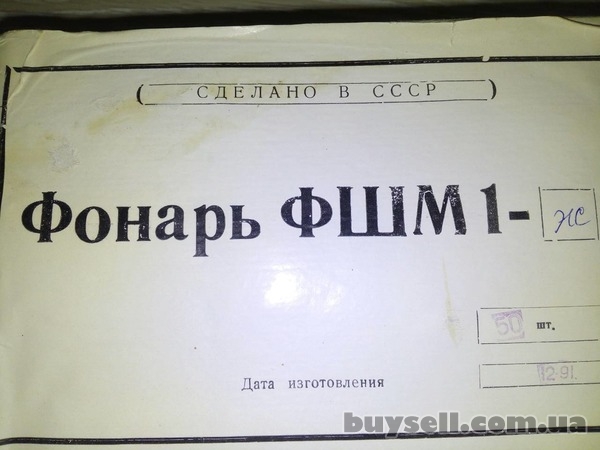 СДЕЛАНО В СССР
Фонарь ФШМ1-ж
50 шт.
Дата изготовления 12.91.
buysell.com.ua